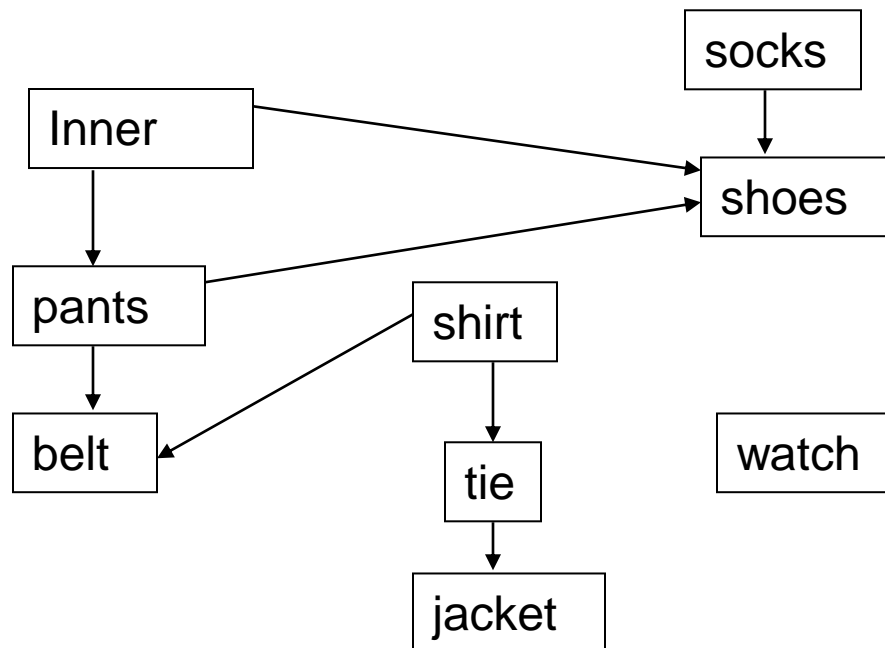 socks
Inner
shoes
pants
shirt
belt
watch
tie
jacket